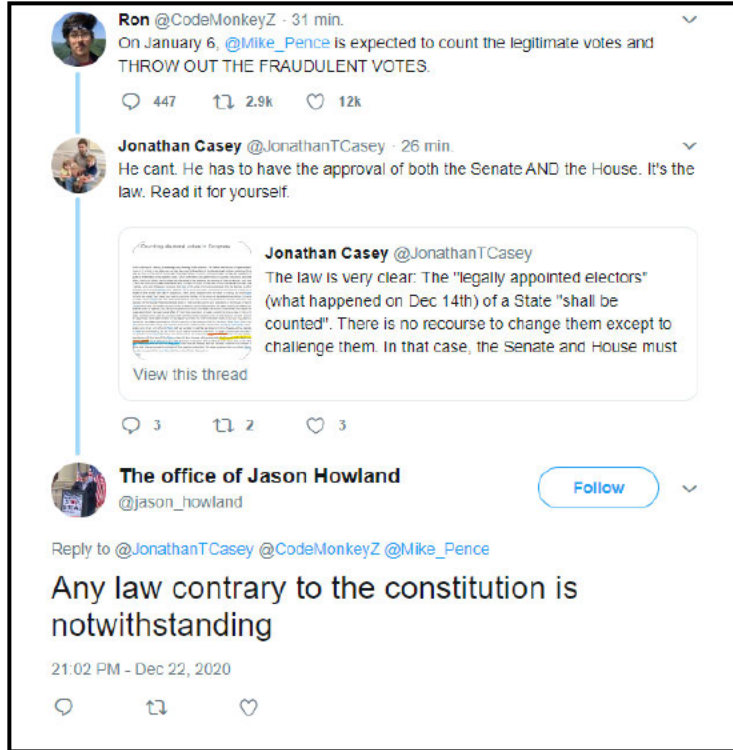 Ron @CodeMonkeyZ · 31 min.
On January 6, @Mike_Pence is expected to count the legitimate votes and
THROW OUT THE FRAUDULENT VOTES.
447 2.9k 12k
Jonathan Casey @JonathanTCasey · 26 min.
He cant. He has to have the approval of both the Senate AND the House. It's the
law. Read it for yourself.
Counting electoral votes in Congress
Jonathan Casey @JonathanTCasey
The law is very clear: The "legally appointed electors"
(what happened on Dec 14th) of a State "shall be
counted". There is no recourse to change them except to
challenge them. In that case, the Senate and House must
View this thread
3 2 3
The office of Jason Howland
@jason_howland
Follow
Reply to @JonathanTCasey @CodeMonkeyZ @Mike_Pence
Any law contrary to the constitution is
notwithstanding
21:02 PM - Dec 22, 2020